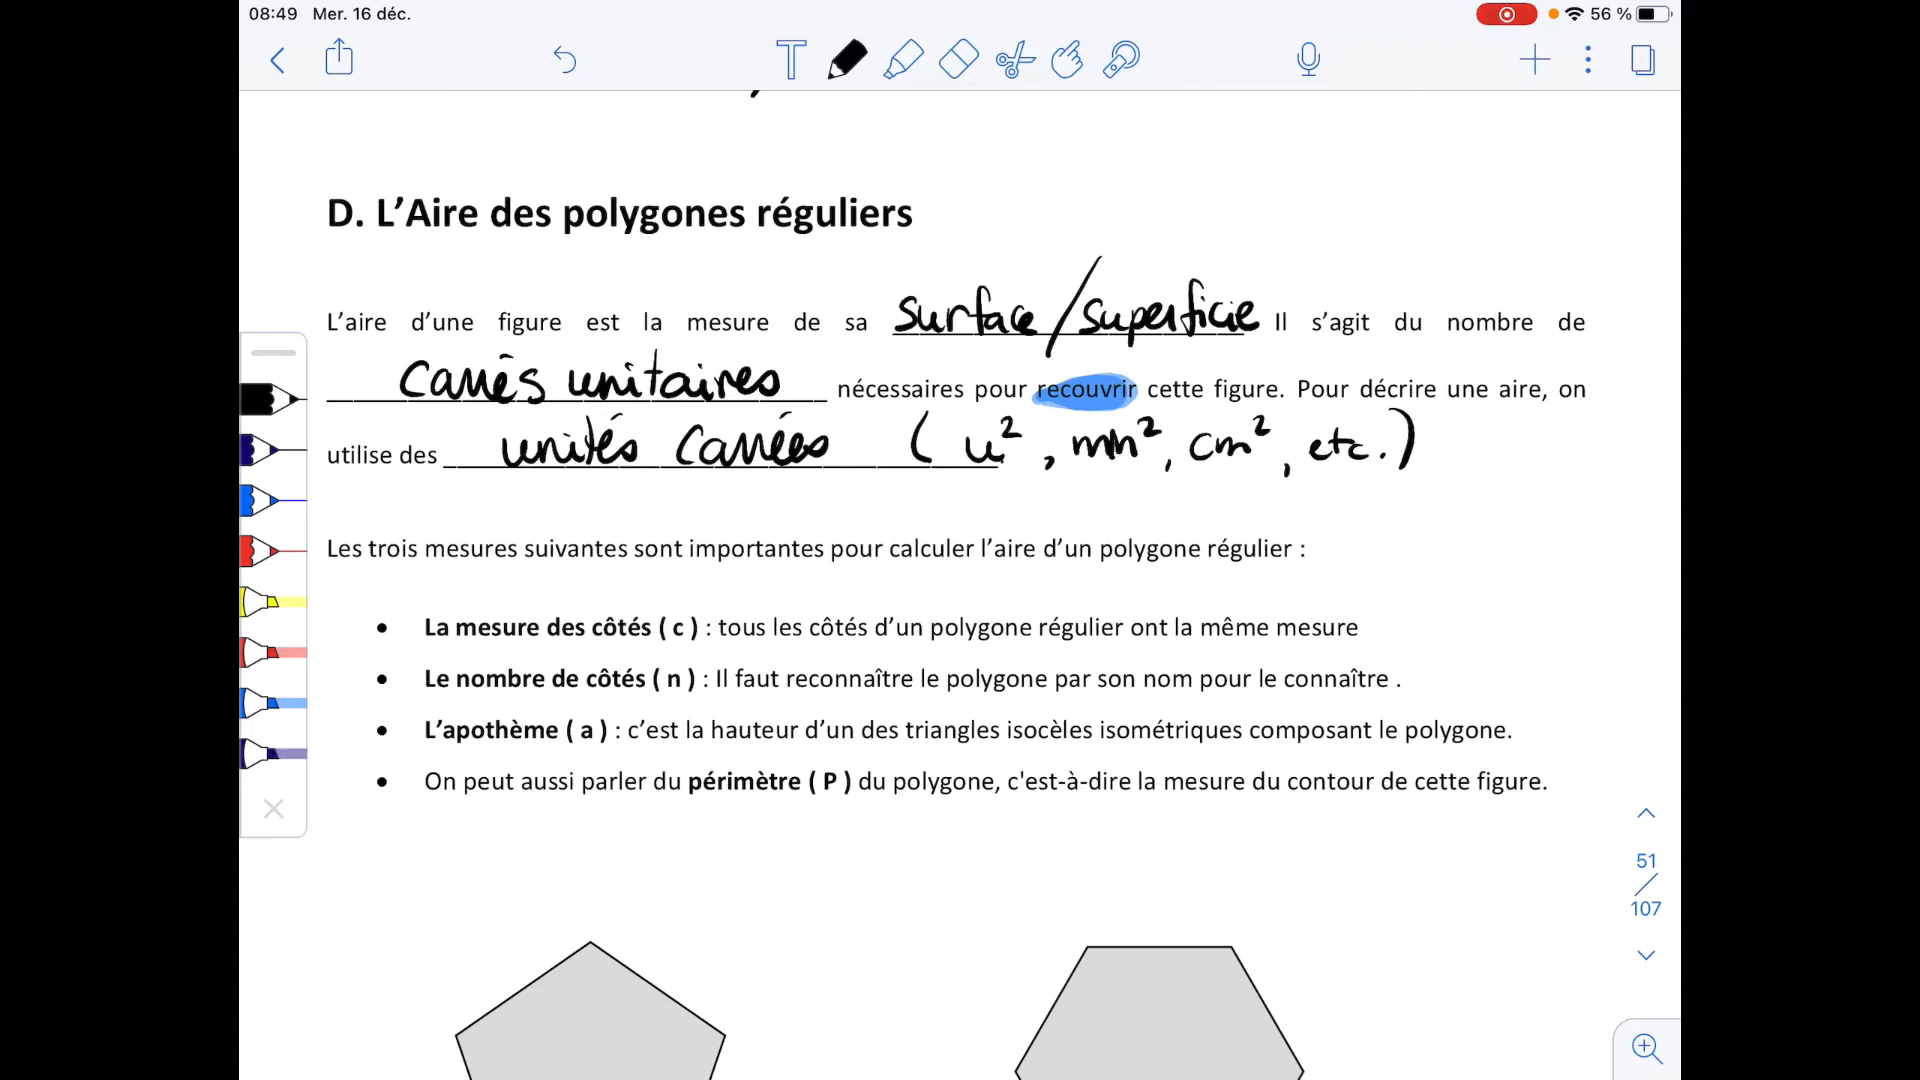 08:49 Mer. 16 déc.
56 %
D. L’Aire des polygones réguliers
L’aire d’une figure est la mesure de sa surface/superficie Il s’agit du nombre de
carrés unitaires nécessaires pour recouvrir cette figure. Pour décrire une aire, on
utilise des unités carrées (u², mm², cm², etc.)
Les trois mesures suivantes sont importantes pour calculer l’aire d’un polygone régulier :
• La mesure des côtés ( c ) : tous les côtés d’un polygone régulier ont la même mesure
• Le nombre de côtés ( n ) : Il faut reconnaître le polygone par son nom pour le connaître .
• L’apothème ( a ) : c’est la hauteur d’un des triangles isocèles isométriques composant le polygone.
• On peut aussi parler du périmètre ( P ) du polygone, c'est-à-dire la mesure du contour de cette figure.
51
/
107